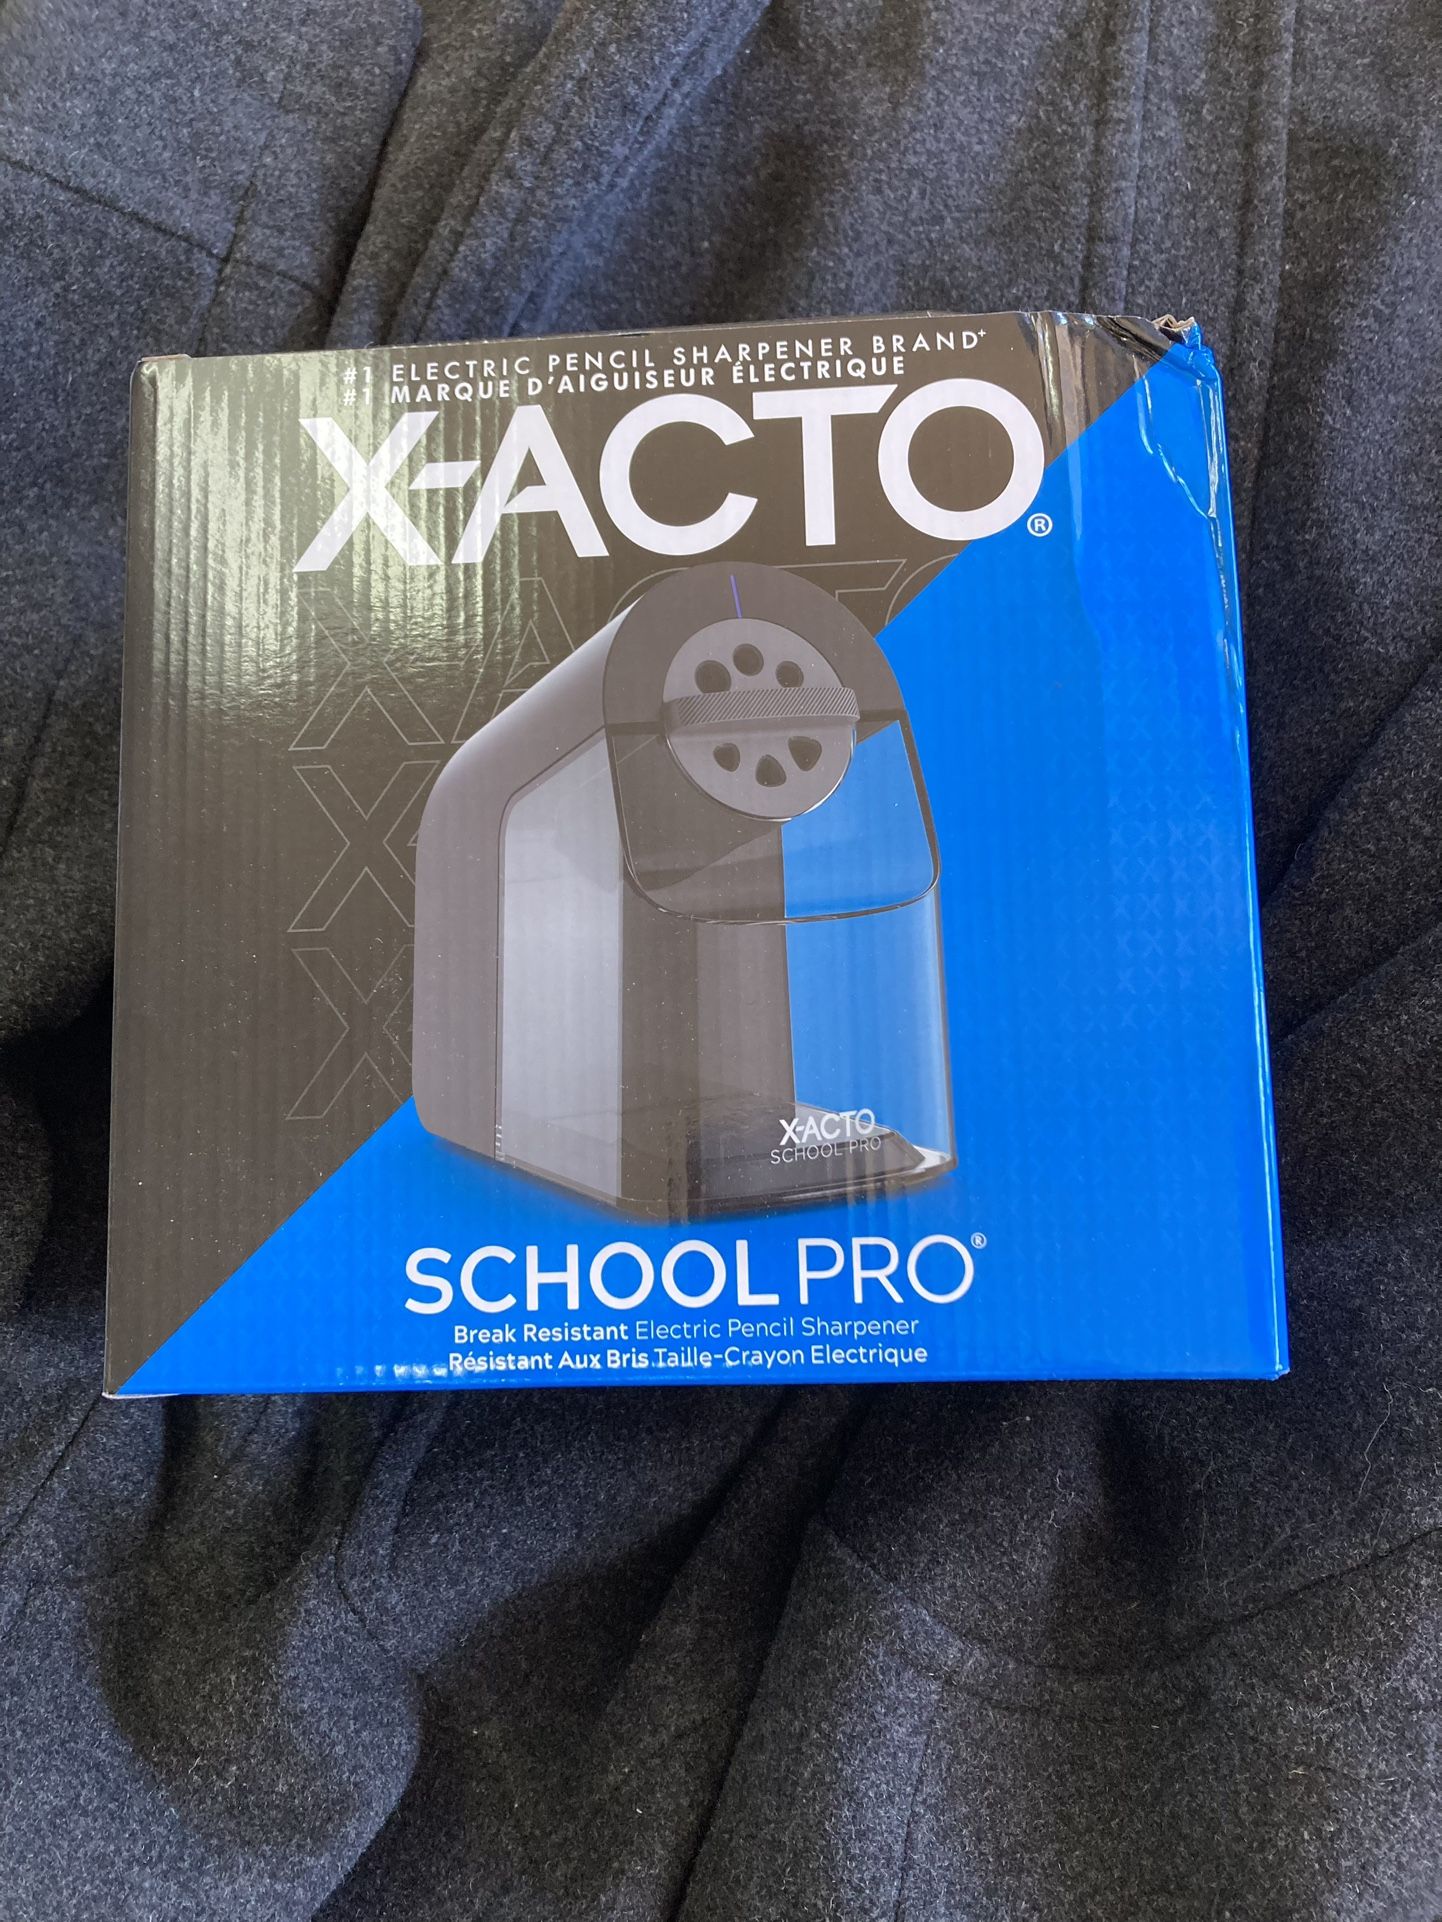 #1 ELECTRIC PENCIL SHARPENER BRAND⁺
#1 MARQUE D'AIGUISEUR ÉLECTRIQUE
X-ACTO®
X-ACTO
SCHOOL PRO
SCHOOL PRO®
Break Resistant Electric Pencil Sharpener
Résistant Aux Bris Taille-Crayon Electrique